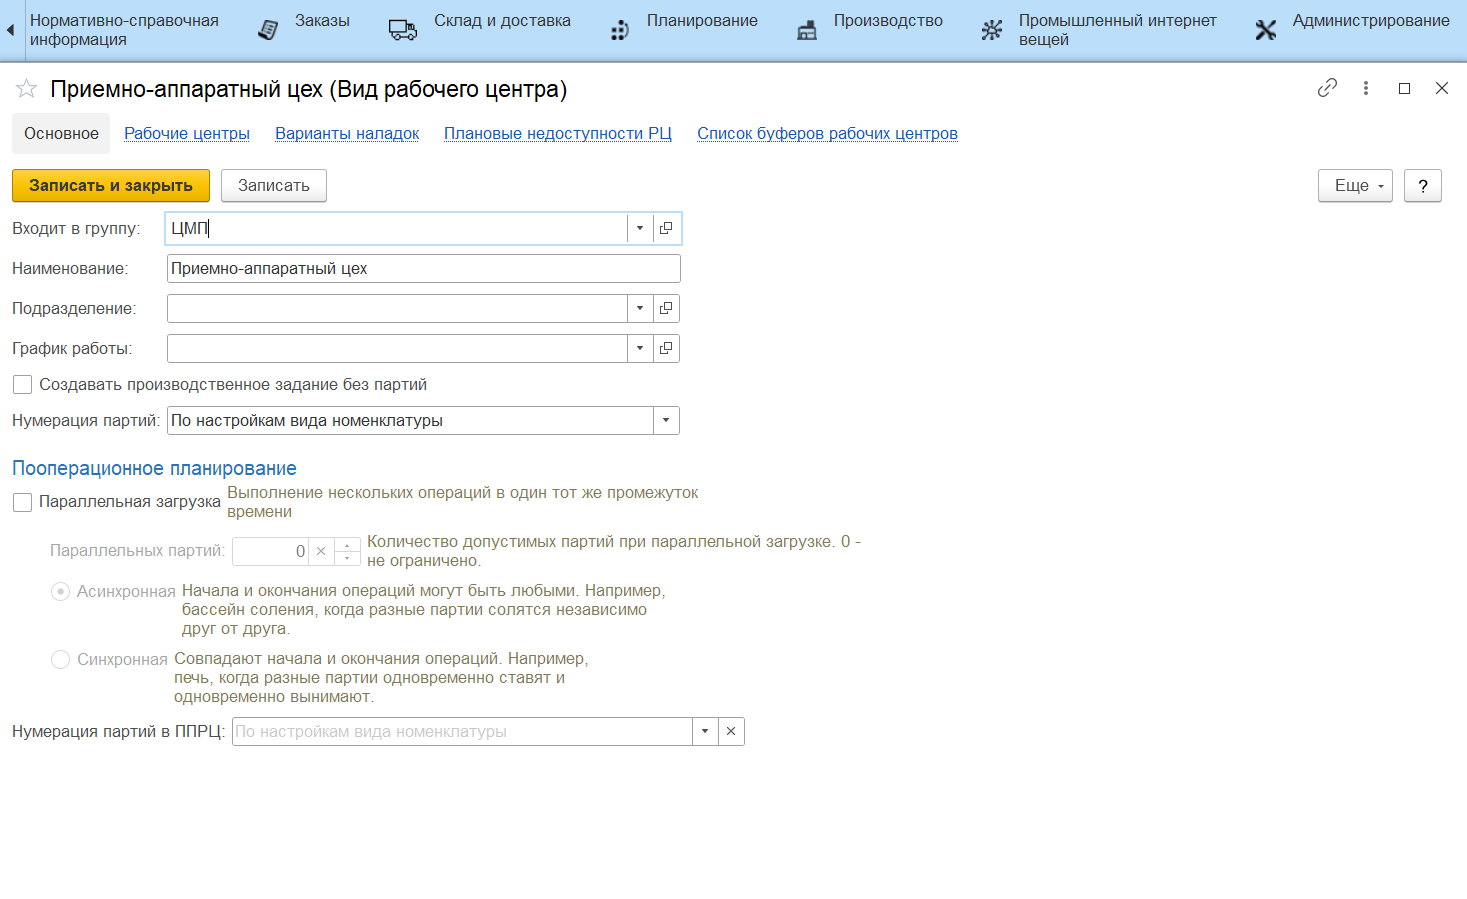 Нормативно-справочная
информация
Заказы
Склад и доставка
Планирование
Производство
Промышленный интернет
вещей
Администрирование
Приемно-аппаратный цех (Вид рабочего центра)
Основное
Рабочие центры
Варианты наладок
Плановые недоступности РЦ
Список буферов рабочих центров
Записать и закрыть
Записать
Еще
?
Входит в группу:
ЦМП
Наименование:
Приемно-аппаратный цех
Подразделение:
График работы:
Создавать производственное задание без партий
Нумерация партий:
По настройкам вида номенклатуры
Пооперационное планирование
Параллельная загрузка
Выполнение нескольких операций в один тот же промежуток
времени
Параллельных партий:
0
Количество допустимых партий при параллельной загрузке. 0 -
не ограничено.
Асинхронная
Начала и окончания операций могут быть любыми. Например,
бассейн соления, когда разные партии солятся независимо
друг от друга.
Синхронная
Совпадают начала и окончания операций. Например,
печь, когда разные партии одновременно ставят и
одновременно вынимают.
Нумерация партий в ППРЦ:
По настройкам вида номенклатуры